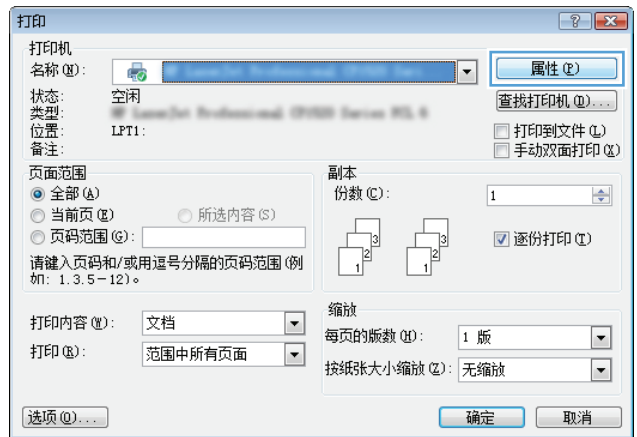 打印
打印机
名称(N):
属性(P)
状态: 空闲
查找打印机(D)...
类型:
位置: LPT1:
打印到文件(L)
备注:
手动双面打印(X)
页面范围
全部(A)
当前页(E) 所选内容(S)
页码范围(G):
请键入页码和/或用逗号分隔的页码范围(例
如: 1.3.5-12)。
副本
份数(C): 1
3
2
1
3
2
1
逐份打印(T)
打印内容(W): 文档
打印(R): 范围中所有页面
缩放
每页的版数(H): 1 版
按纸张大小缩放(Z): 无缩放
选项(O)...
确定 取消